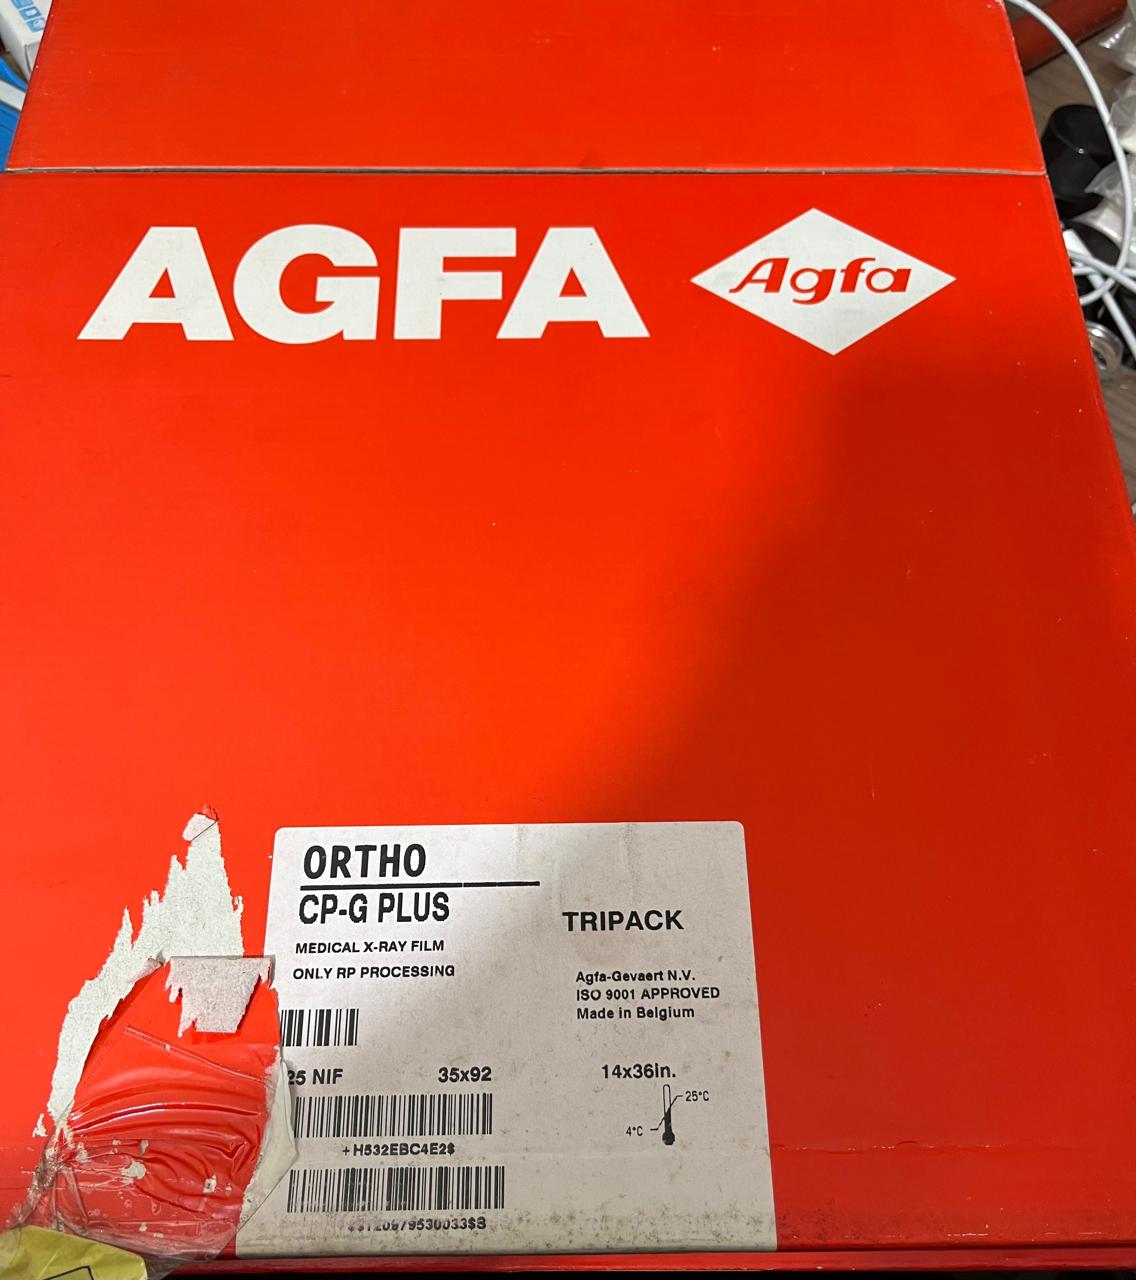 AGFA
Agfa
ORTHO
CP-G PLUS
TRIPACK
MEDICAL X-RAY FILM
ONLY RP PROCESSING
Agfa-Gevaert N.V.
ISO 9001 APPROVED
Made in Belgium
25 NIF 35x92 14x36in.
25°C
4°C
+H532EBC4E2$